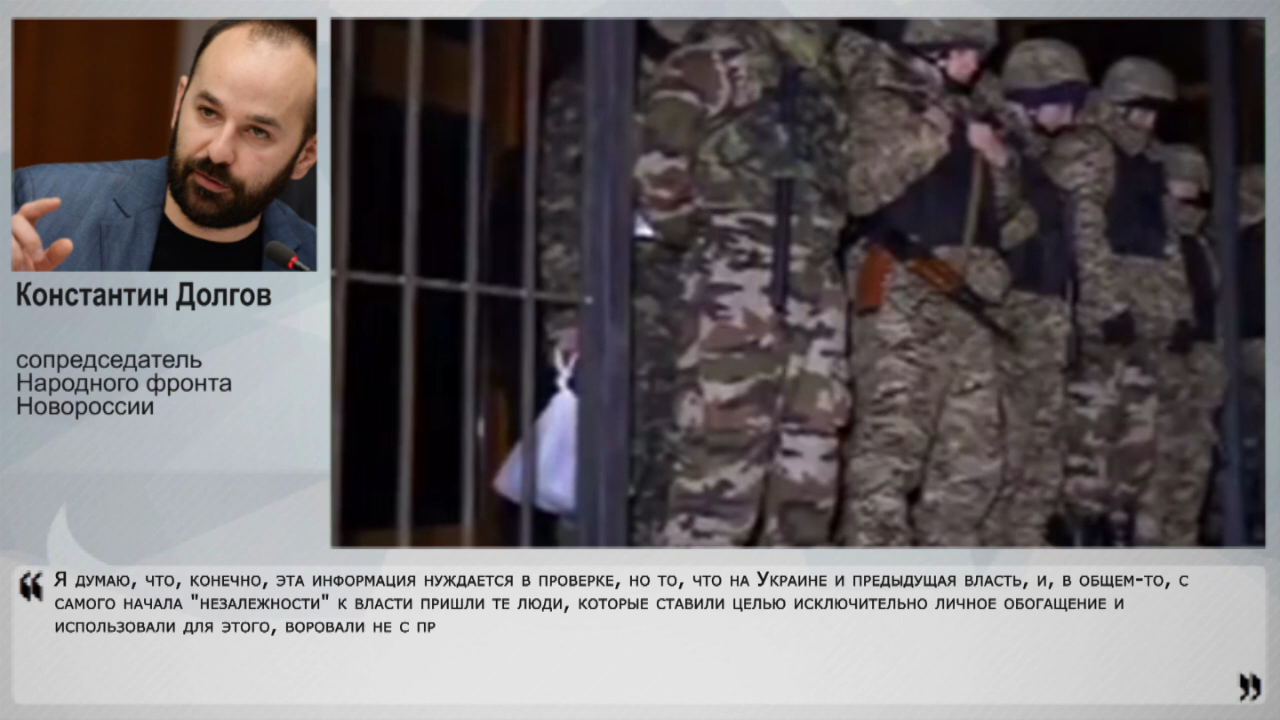 Константин Долгов
сопредседатель
Народного фронта
Новороссии
Я думаю, что, конечно, эта информация нуждается в проверке, но то, что на Украине и предыдущая власть, и, в общем-то, с
самого начала "незалежности" к власти пришли те люди, которые ставили целью исключительно личное обогащение и
использовали для этого, воровали не с пр